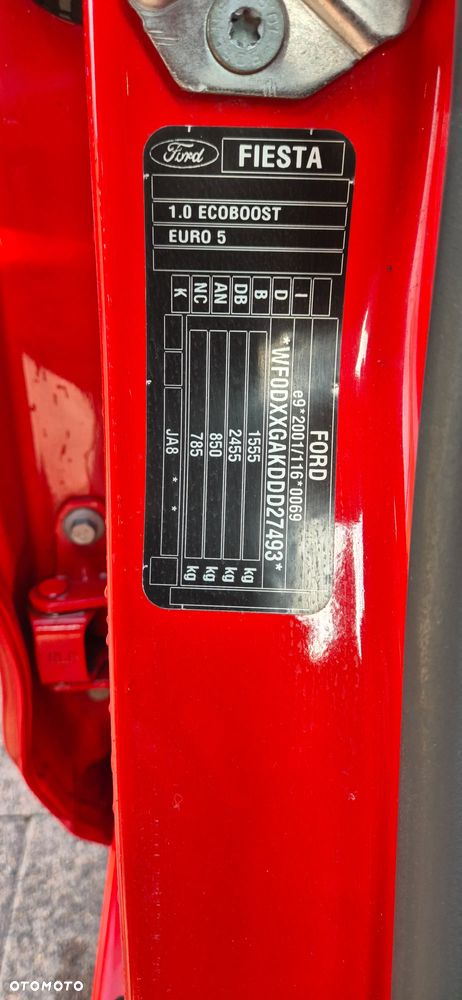 Ford FIESTA
1.0 ECOBOOST
EURO 5
FORD
I e9*2001/116*0069
D *WF0DXXGAKDDD27493*
B 1555 kg
DB 2455 kg
AN 850 kg
NC 785 kg
K JA8 * *
OTOMOTO